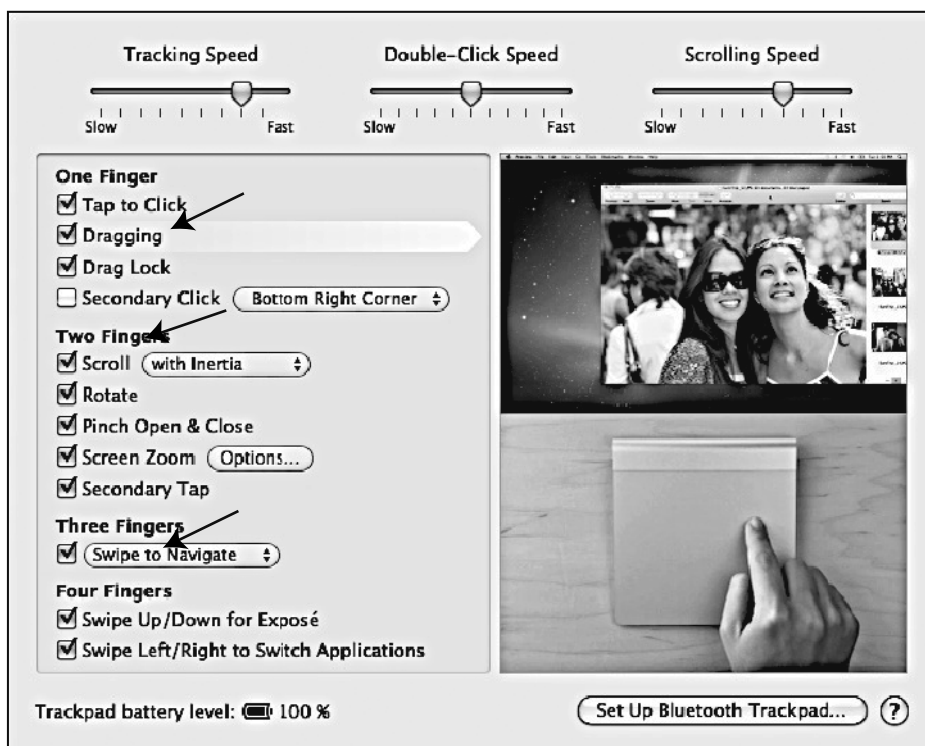 Tracking Speed Double-Click Speed Scrolling Speed
Slow Fast Slow Fast Slow Fast
One Finger
Tap to Click
Dragging
Drag Lock
Secondary Click Bottom Right Corner
Two Fingers
Scroll with Inertia
Rotate
Pinch Open & Close
Screen Zoom Options...
Secondary Tap
Three Fingers
Swipe to Navigate
Four Fingers
Swipe Up/Down for Exposé
Swipe Left/Right to Switch Applications
Trackpad battery level: 100 % Set Up Bluetooth Trackpad... ?